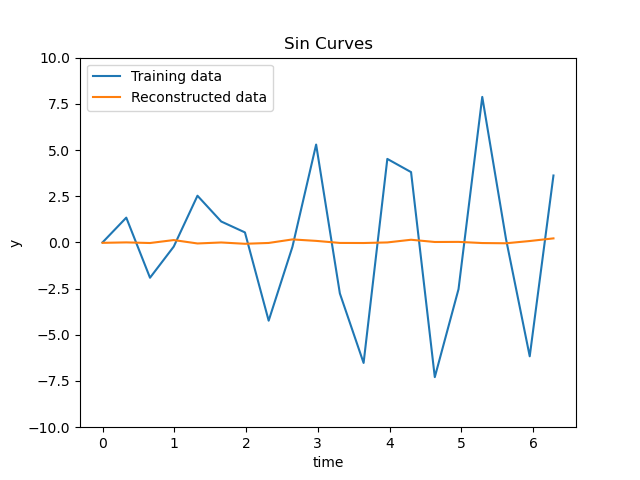 Sin Curves
Training data
Reconstructed data
10.0
7.5
5.0
2.5
0.0
−2.5
−5.0
−7.5
−10.0
y
0 1 2 3 4 5 6
time